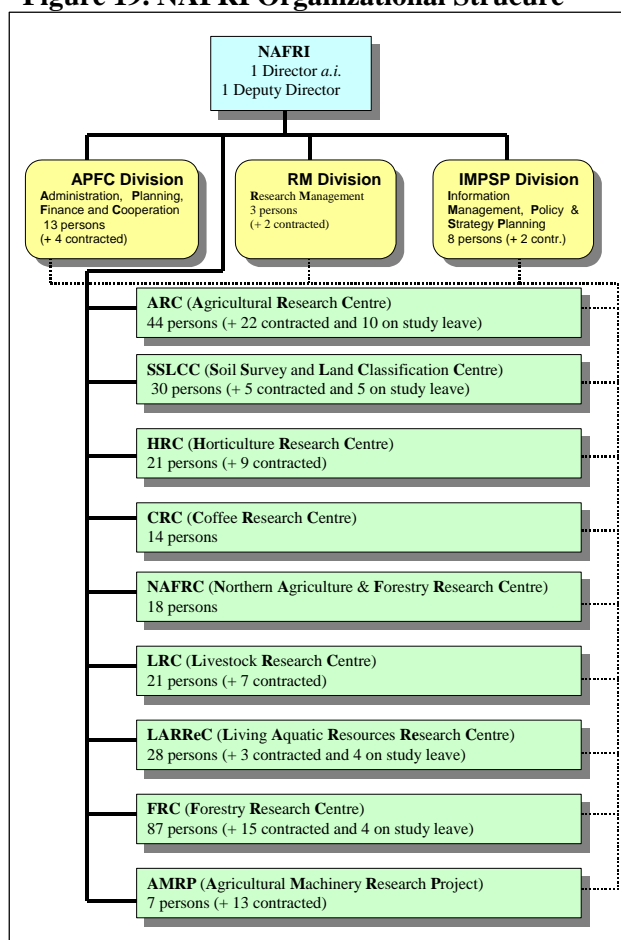 Figure 19. NAFRI Organizational Strucure
NAFRI
1 Director a.i.
1 Deputy Director
APFC Division
Administration, Planning,
Finance and Cooperation
13 persons
(+ 4 contracted)
RM Division
Research Management
3 persons
(+ 2 contracted)
IMPSP Division
Information
Management, Policy &
Strategy Planning
8 persons (+ 2 contr.)
ARC (Agricultural Research Centre)
44 persons (+ 22 contracted and 10 on study leave)
SSLCC (Soil Survey and Land Classification Centre)
30 persons (+ 5 contracted and 5 on study leave)
HRC (Horticulture Research Centre)
21 persons (+ 9 contracted)
CRC (Coffee Research Centre)
14 persons
NAFRC (Northern Agriculture & Forestry Research Centre)
18 persons
LRC (Livestock Research Centre)
21 persons (+ 7 contracted)
LARReC (Living Aquatic Resources Research Centre)
28 persons (+ 3 contracted and 4 on study leave)
FRC (Forestry Research Centre)
87 persons (+ 15 contracted and 4 on study leave)
AMRP (Agricultural Machinery Research Project)
7 persons (+ 13 contracted)